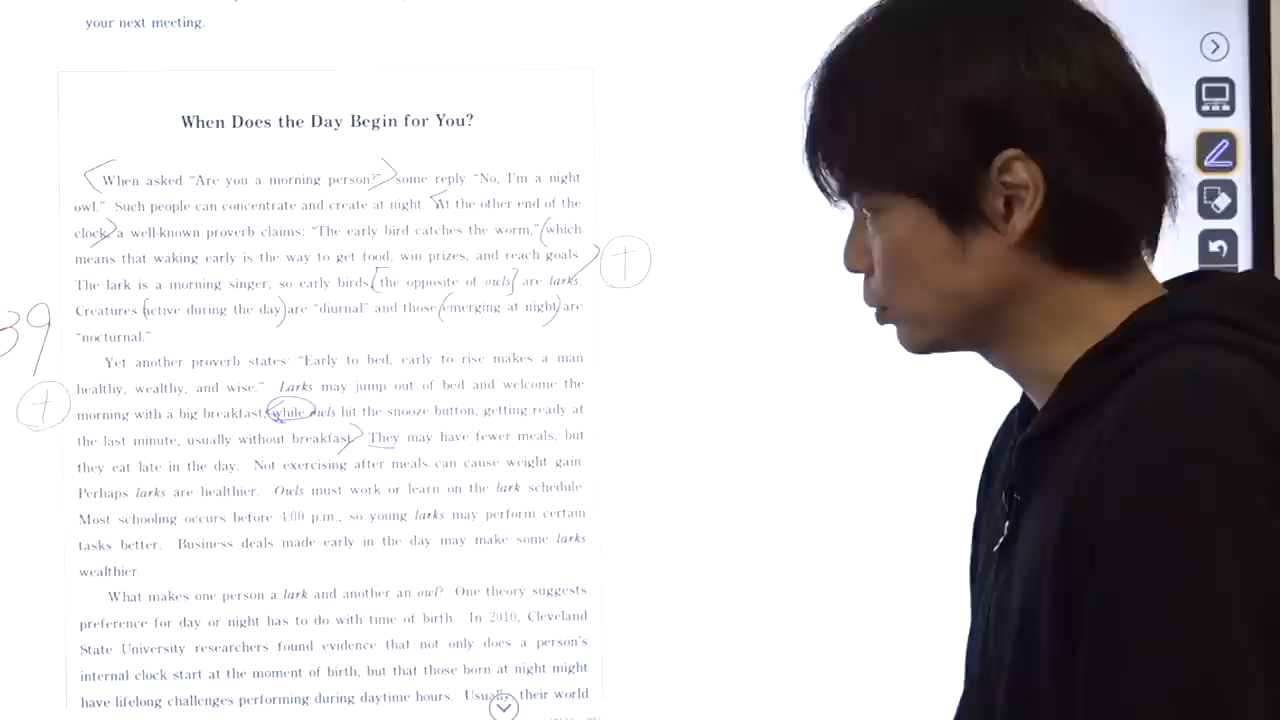 your next meeting.
When Does the Day Begin for You?
When asked “Are you a morning person?” some reply “No, I’m a night
owl.” Such people can concentrate and create at night. At the other end of the
clock, a well-known proverb claims: “The early bird catches the worm,” which
means that waking early is the way to get food, win prizes, and reach goals.
The lark is a morning singer, so early birds, the opposite of owls, are larks.
Creatures active during the day are “diurnal” and those emerging at night are
“nocturnal.”
39
Yet another proverb states: “Early to bed, early to rise makes a man
healthy, wealthy, and wise.” Larks may jump out of bed and welcome the
morning with a big breakfast, while owls hit the snooze button, getting ready at
the last minute, usually without breakfast. They may have fewer meals, but
they eat late in the day. Not exercising after meals can cause weight gain.
Perhaps larks are healthier. Owls must work or learn on the lark schedule.
Most schooling occurs before 4:00 p.m., so young larks may perform certain
tasks better. Business deals made early in the day may make some larks
wealthier.
What makes one person a lark and another an owl? One theory suggests
preference for day or night has to do with time of birth. In 2010, Cleveland
State University researchers found evidence that not only does a person’s
internal clock start at the moment of birth, but that those born at night might
have lifelong challenges performing during daytime hours. Usually, their world